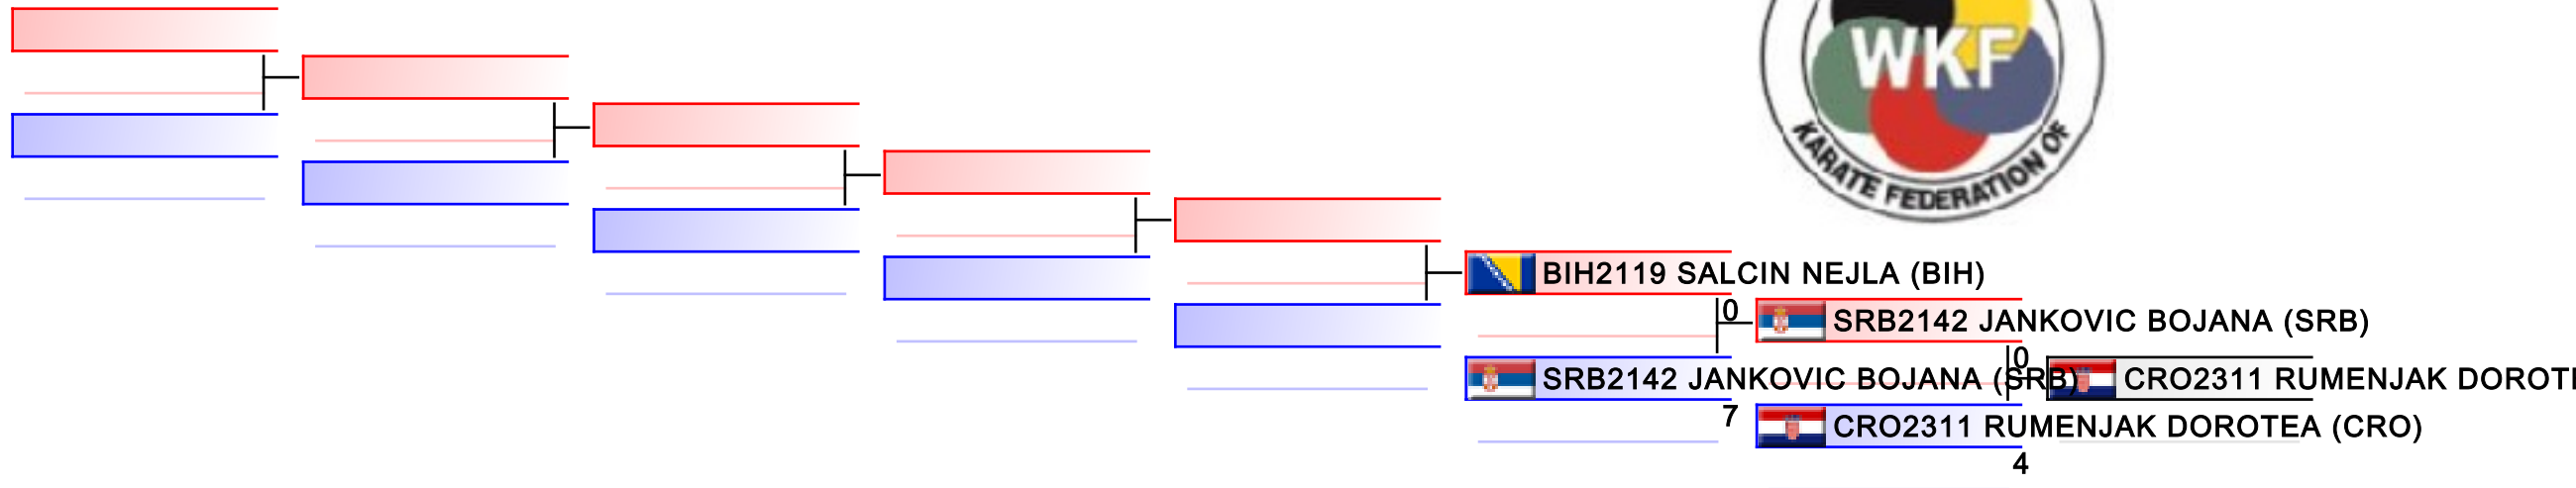 WKF
KARATE FEDERATION OF
BIH2119 SALCIN NEJLA (BIH)
0
SRB2142 JANKOVIC BOJANA (SRB)
0
SRB2142 JANKOVIC BOJANA (SRB)
CRO2311 RUMENJAK
7
CRO2311 RUMENJAK DOROTEA (CRO)
4